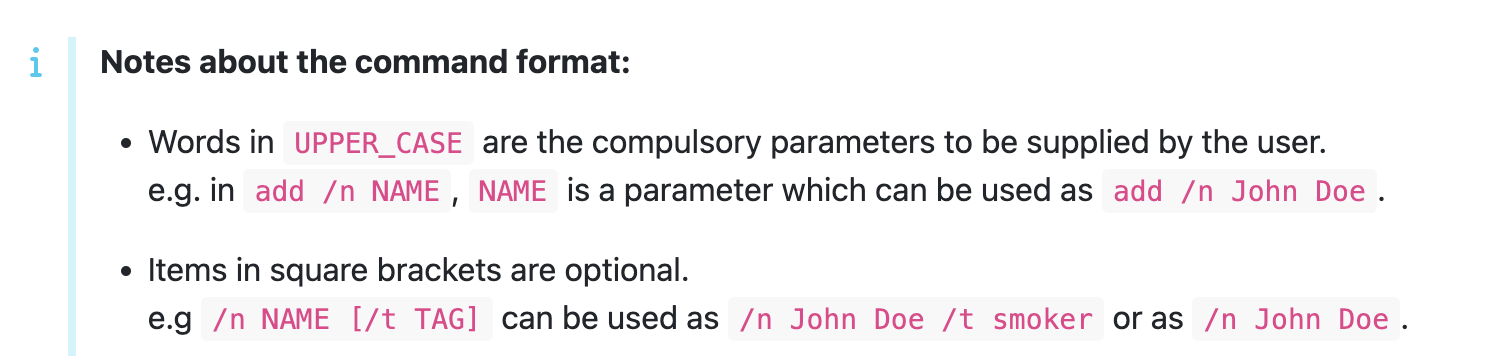 i Notes about the command format:
• Words in UPPER_CASE are the compulsory parameters to be supplied by the user.
e.g. in add /n NAME, NAME is a parameter which can be used as add /n John Doe.
• Items in square brackets are optional.
e.g /n NAME [/t TAG] can be used as /n John Doe /t smoker or as /n John Doe.